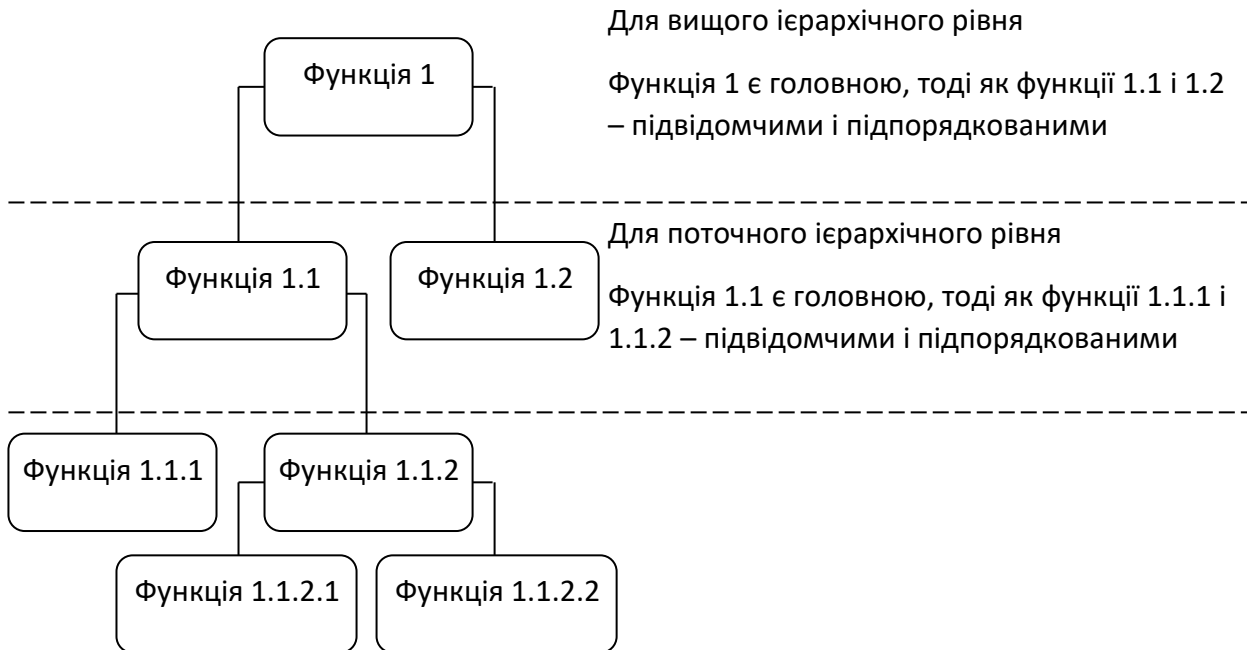 Для вищого ієрархічного рівня
Функція 1
Функція 1 є головною, тоді як функції 1.1 і 1.2
– підвідомчими і підпорядкованими
Для поточного ієрархічного рівня
Функція 1.1
Функція 1.2
Функція 1.1 є головною, тоді як функції 1.1.1 і
1.1.2 – підвідомчими і підпорядкованими
Функція 1.1.1
Функція 1.1.2
Функція 1.1.2.1
Функція 1.1.2.2